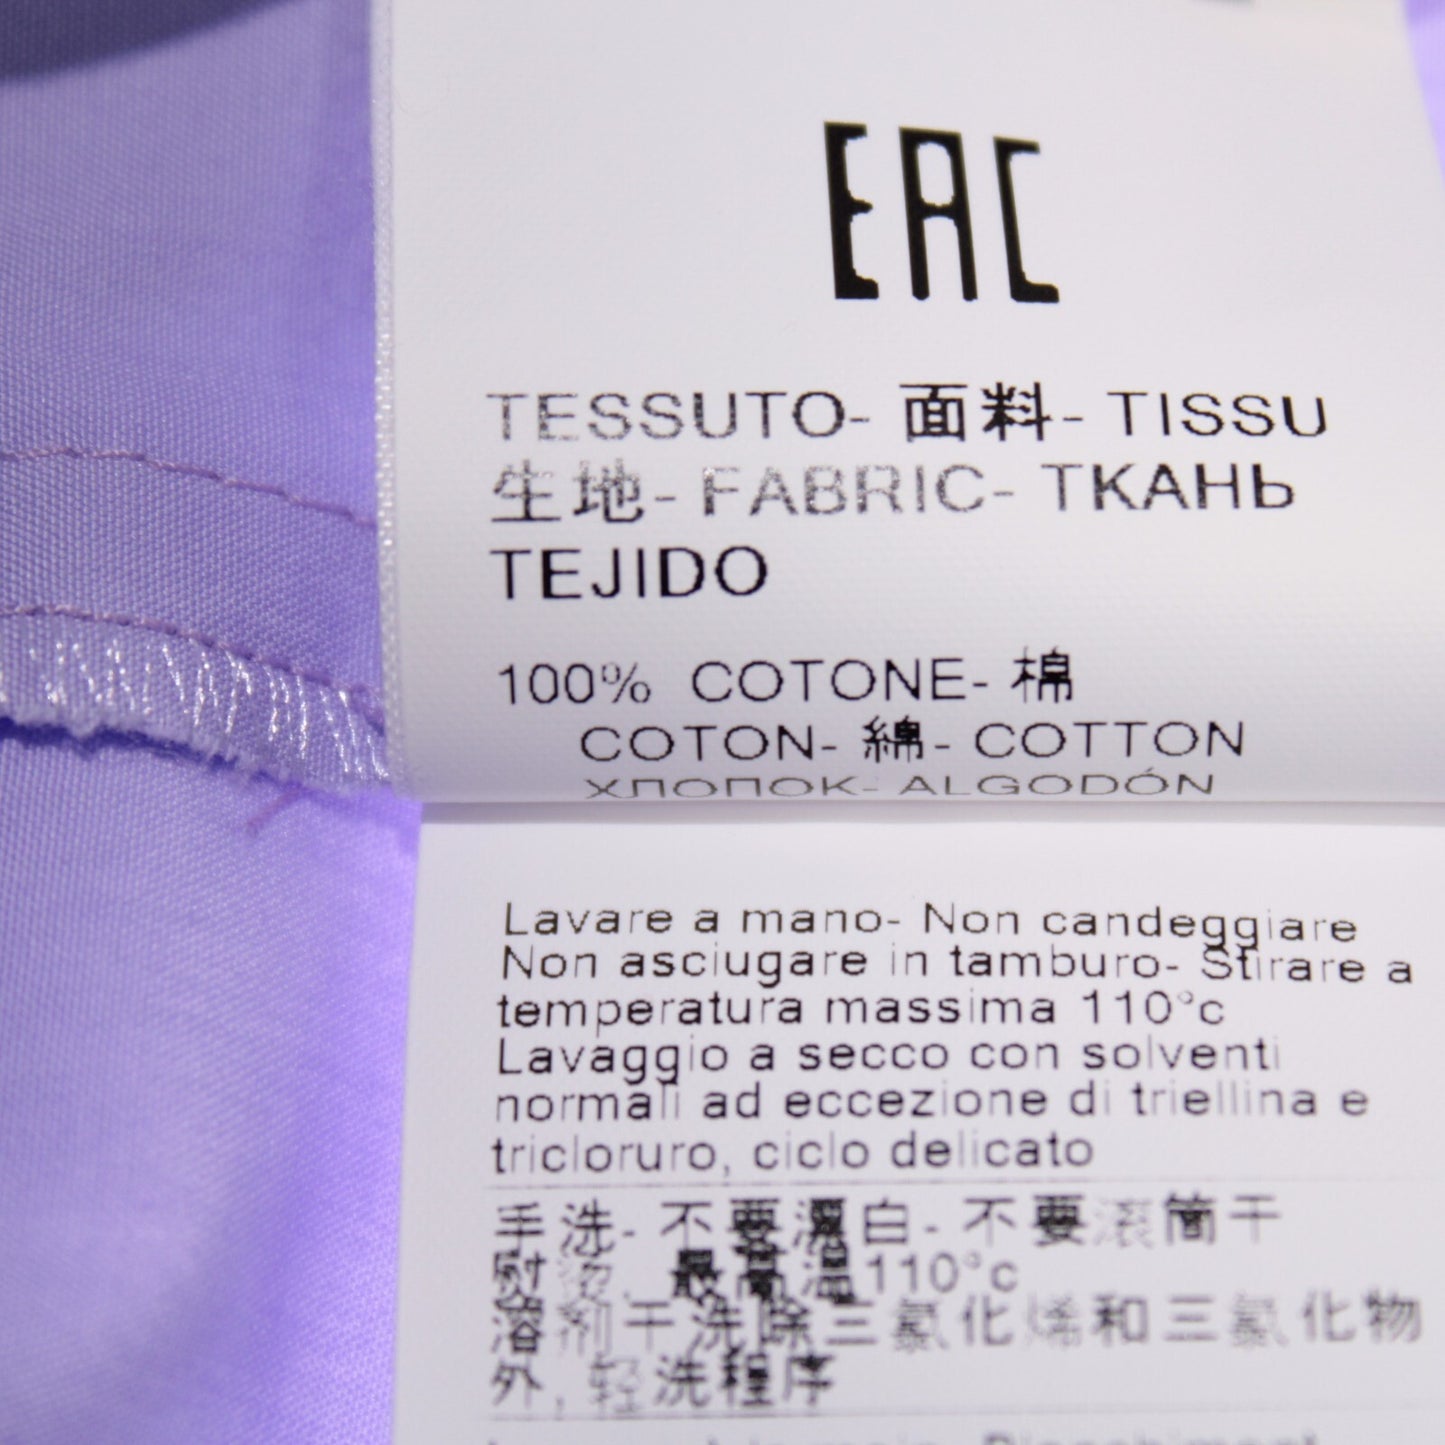 EAC
TESSUTO- 面料- TISSU
生地- FABRIC- ТКАНЬ
TEJIDO
100% COTONE- 棉
COTON- 綿- COTTON
ХЛОПОК- ALGODÓN
Lavare a mano- Non candeggiare
Non asciugare in tamburo- Stirare a
temperatura massima 110°c
Lavaggio a secco con solventi
normali ad eccezione di triellina e
tricloruro, ciclo delicato
手洗- 不要漂白- 不要滚筒干
熨烫, 最高温110°c
溶剂干洗除三氯化烯和三氯化物
外, 轻洗程序